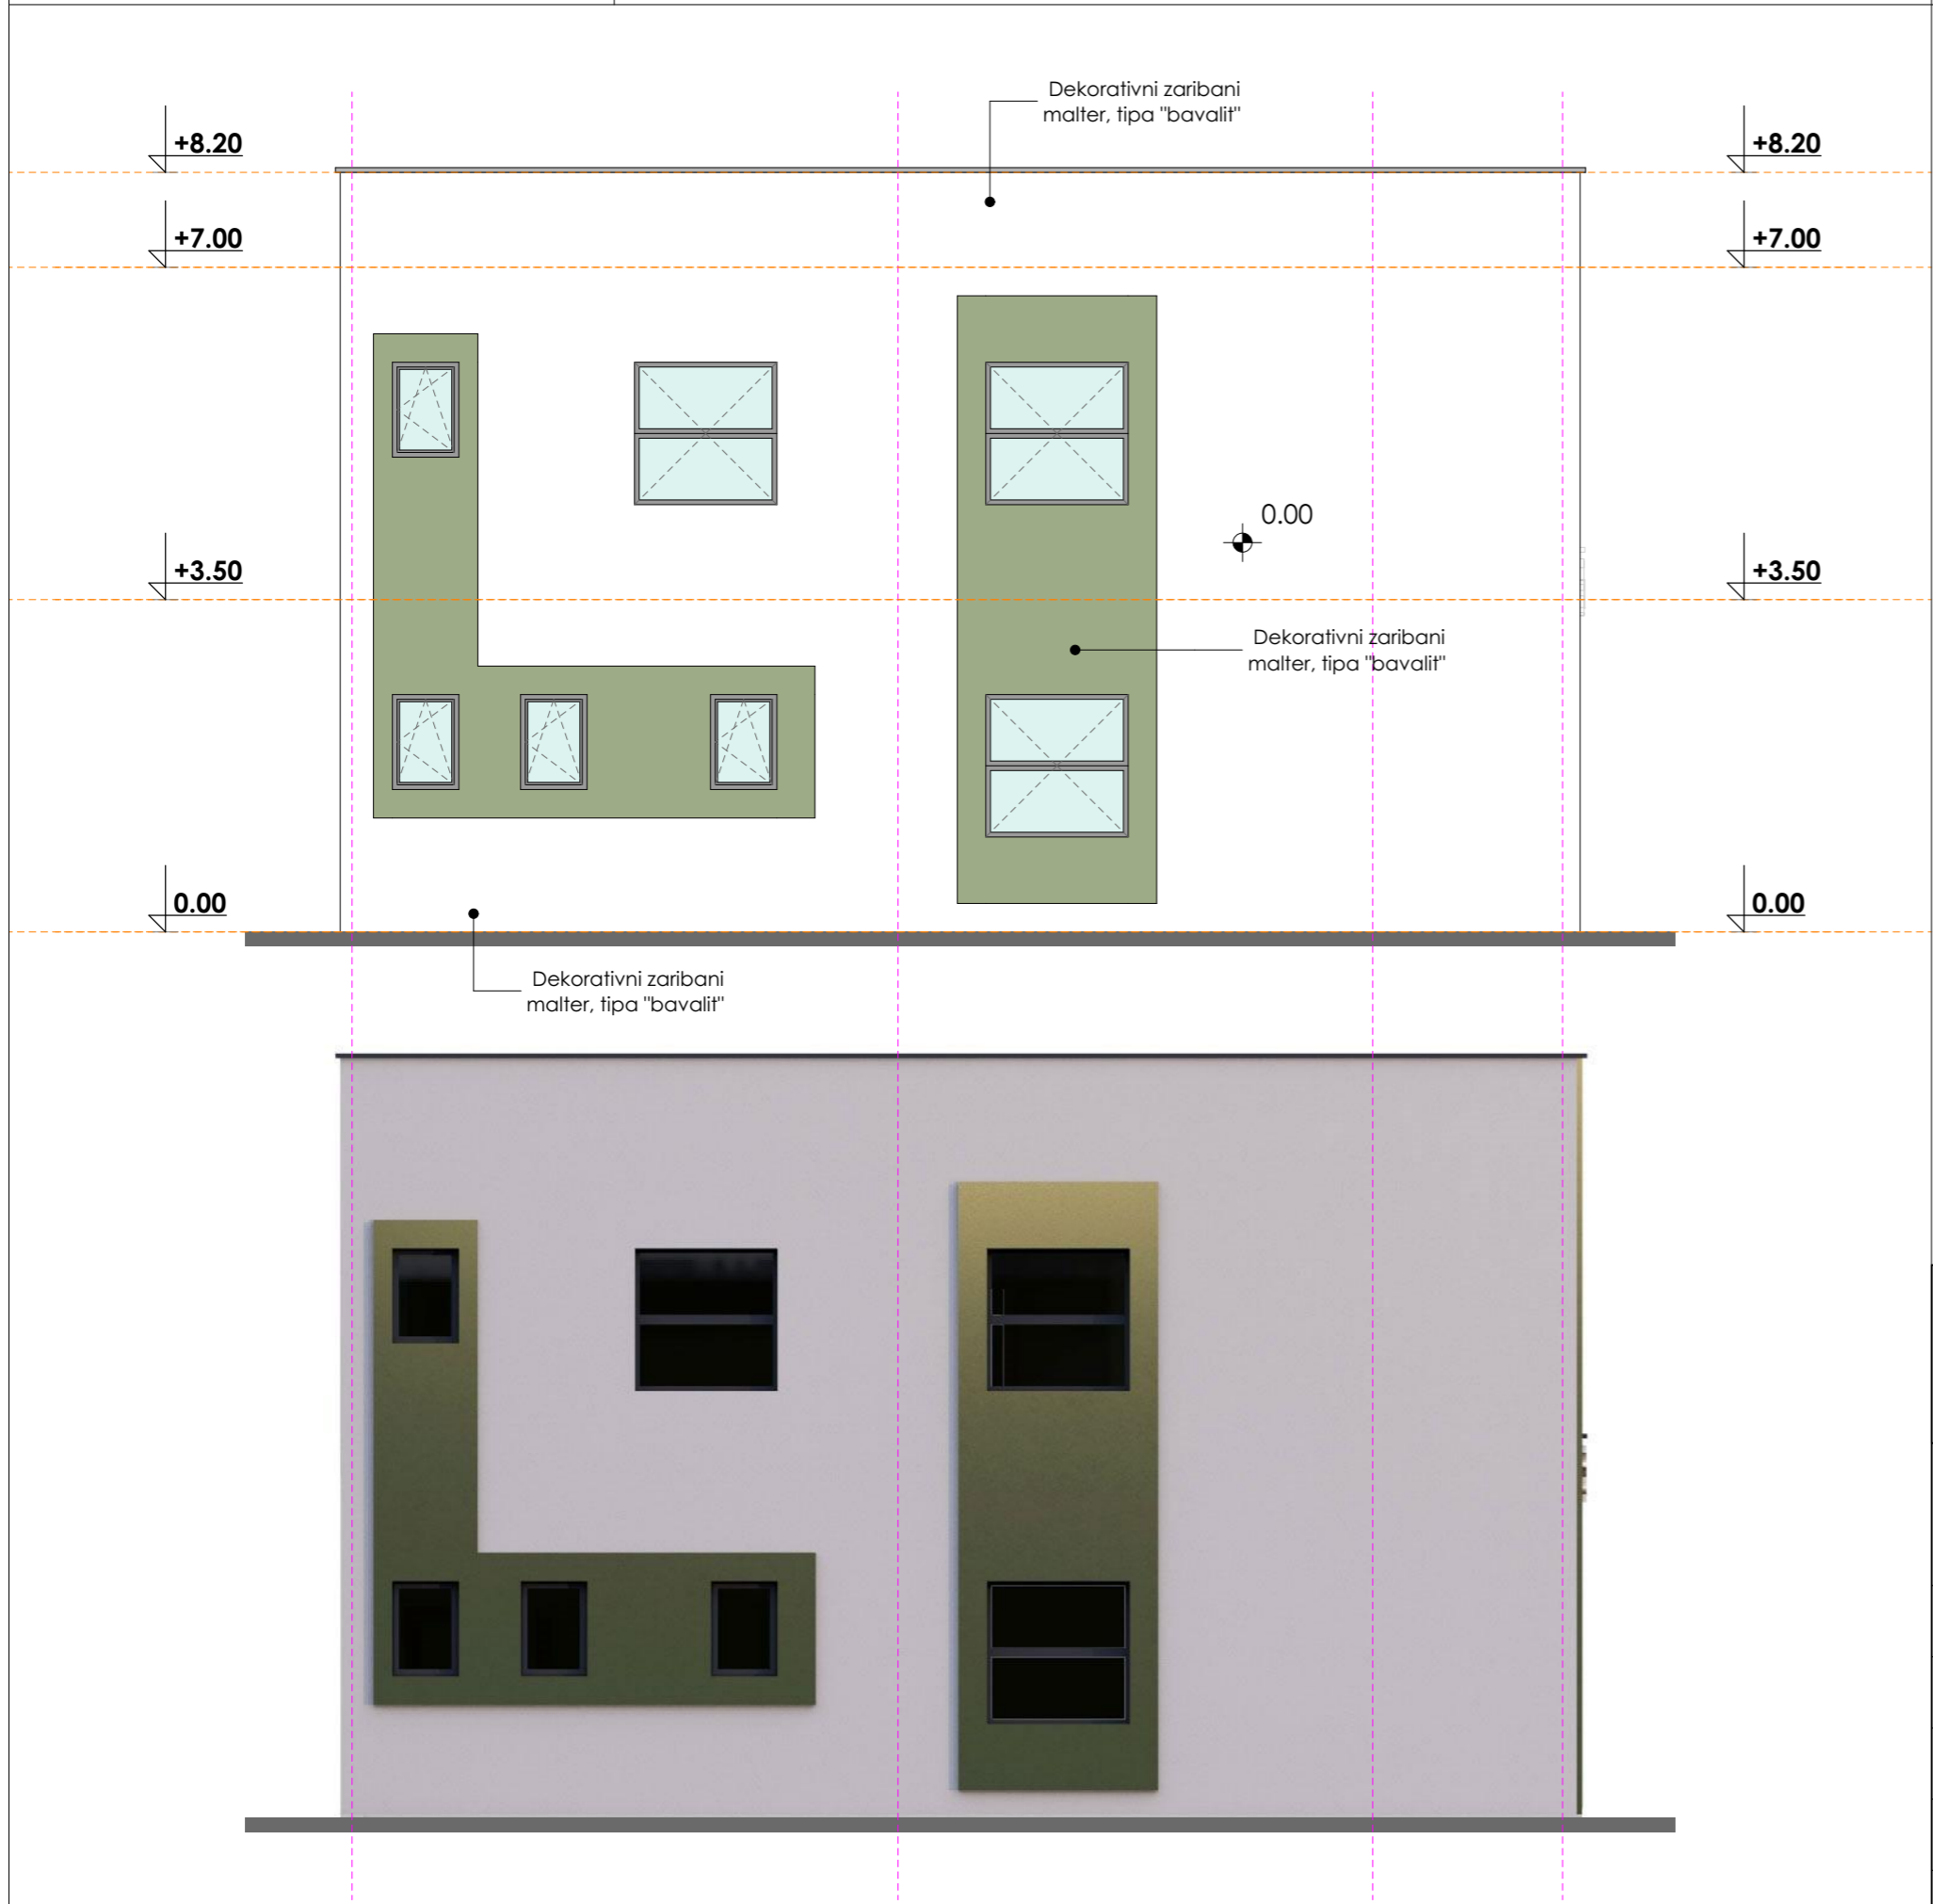 Dekorativni zaribani
malter, tipa "bavalit"
+8.20
+8.20
+7.00
+7.00
0.00
+3.50
+3.50
Dekorativni zaribani
malter, tipa "bavalit"
0.00
0.00
Dekorativni zaribani
malter, tipa "bavalit"